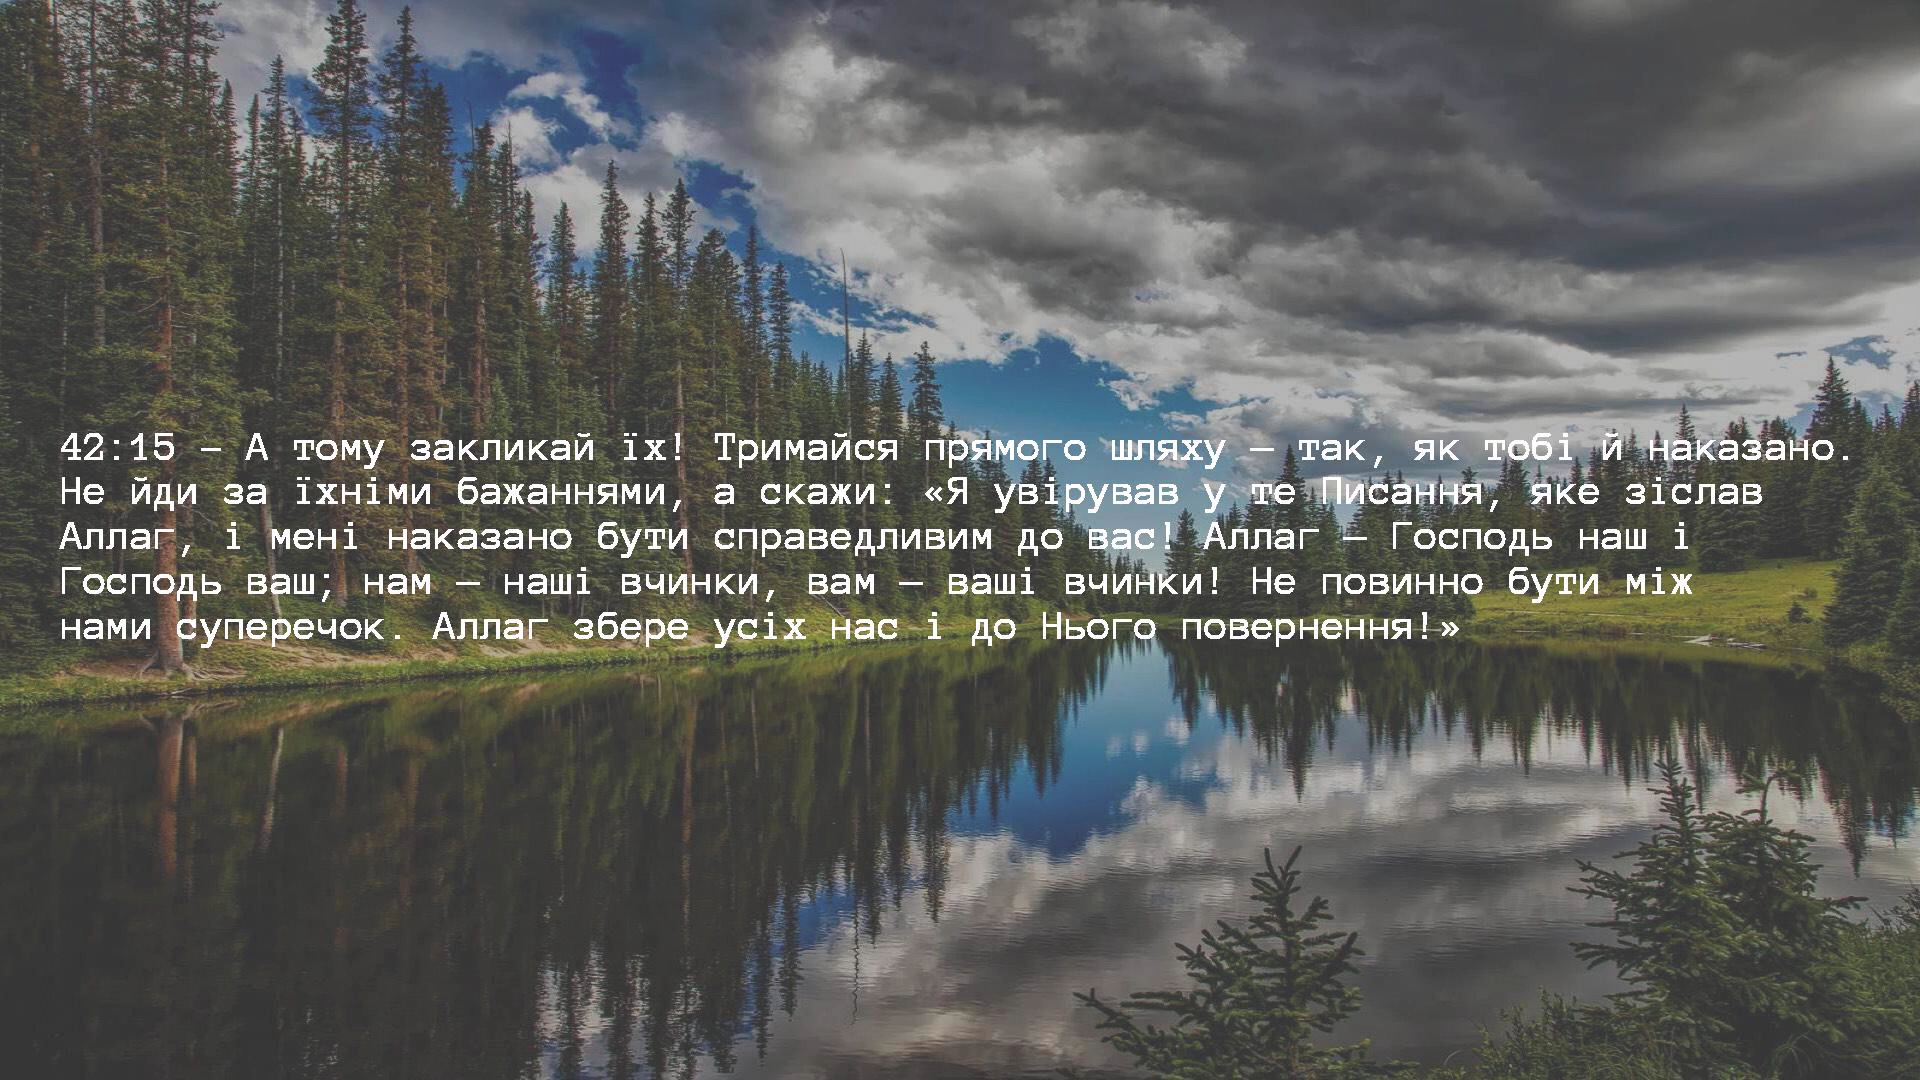 42:15 – А тому закликай їх! Тримайся прямого шляху – так, як тобі й наказано.
Не йди за їхніми бажаннями, а скажи: «Я увірував у те Писання, яке зіслав
Аллаг, і мені наказано бути справедливим до вас! Аллаг – Господь наш і
Господь ваш; нам – наші вчинки, вам – ваші вчинки! Не повинно бути між
нами суперечок. Аллаг збере усіх нас і до Нього повернення!»